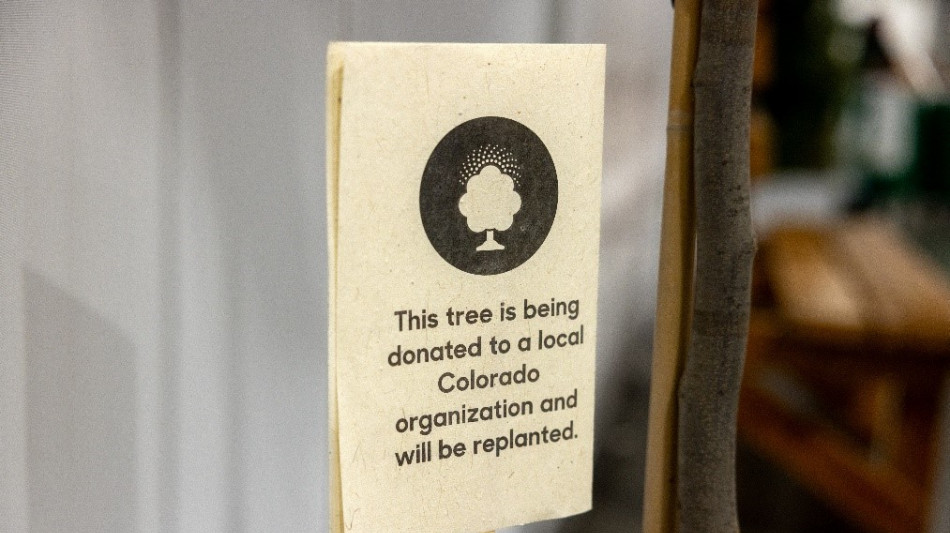 This tree is being
donated to a local
Colorado
organization and
will be replanted.